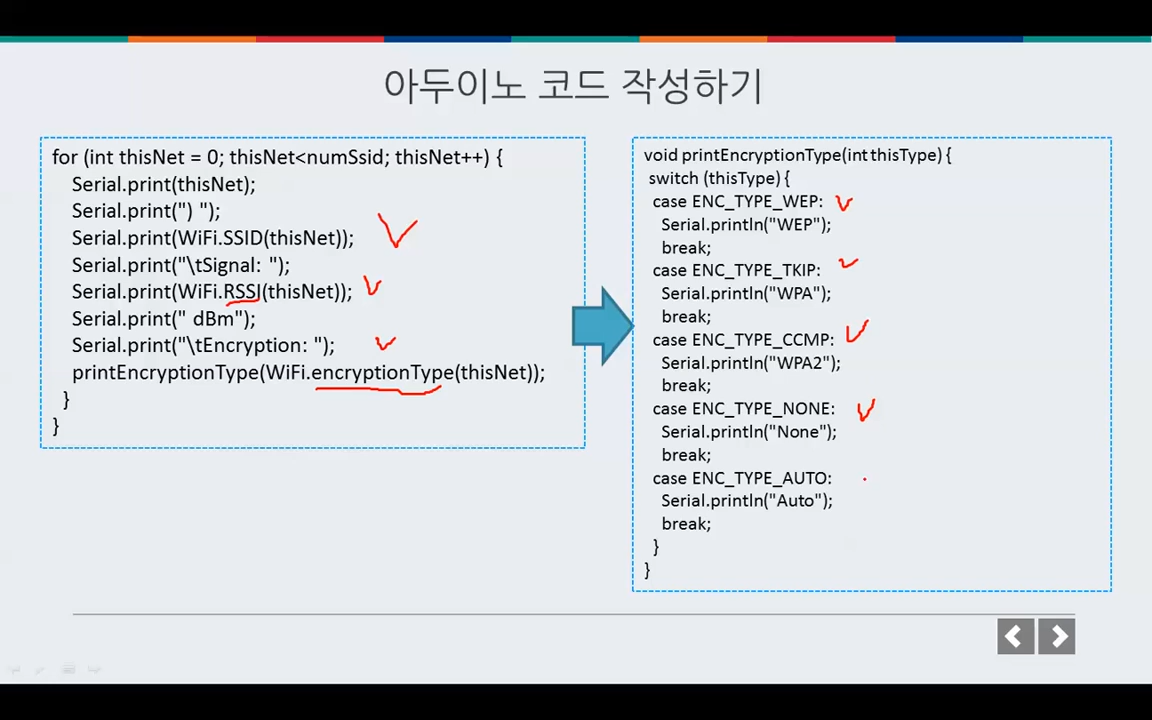 아두이노 코드 작성하기
for (int thisNet = 0; thisNet<numSsid; thisNet++) {
Serial.print(thisNet);
Serial.print(") ");
Serial.print(WiFi.SSID(thisNet));
Serial.print("\tSignal: ");
Serial.print(WiFi.RSSI(thisNet));
Serial.print(" dBm");
Serial.print("\tEncryption: ");
printEncryptionType(WiFi.encryptionType(thisNet));
}
}
void printEncryptionType(int thisType) {
switch (thisType) {
case ENC_TYPE_WEP:
Serial.println("WEP");
break;
case ENC_TYPE_TKIP:
Serial.println("WPA");
break;
case ENC_TYPE_CCMP:
Serial.println("WPA2");
break;
case ENC_TYPE_NONE:
Serial.println("None");
break;
case ENC_TYPE_AUTO:
Serial.println("Auto");
break;
}
}